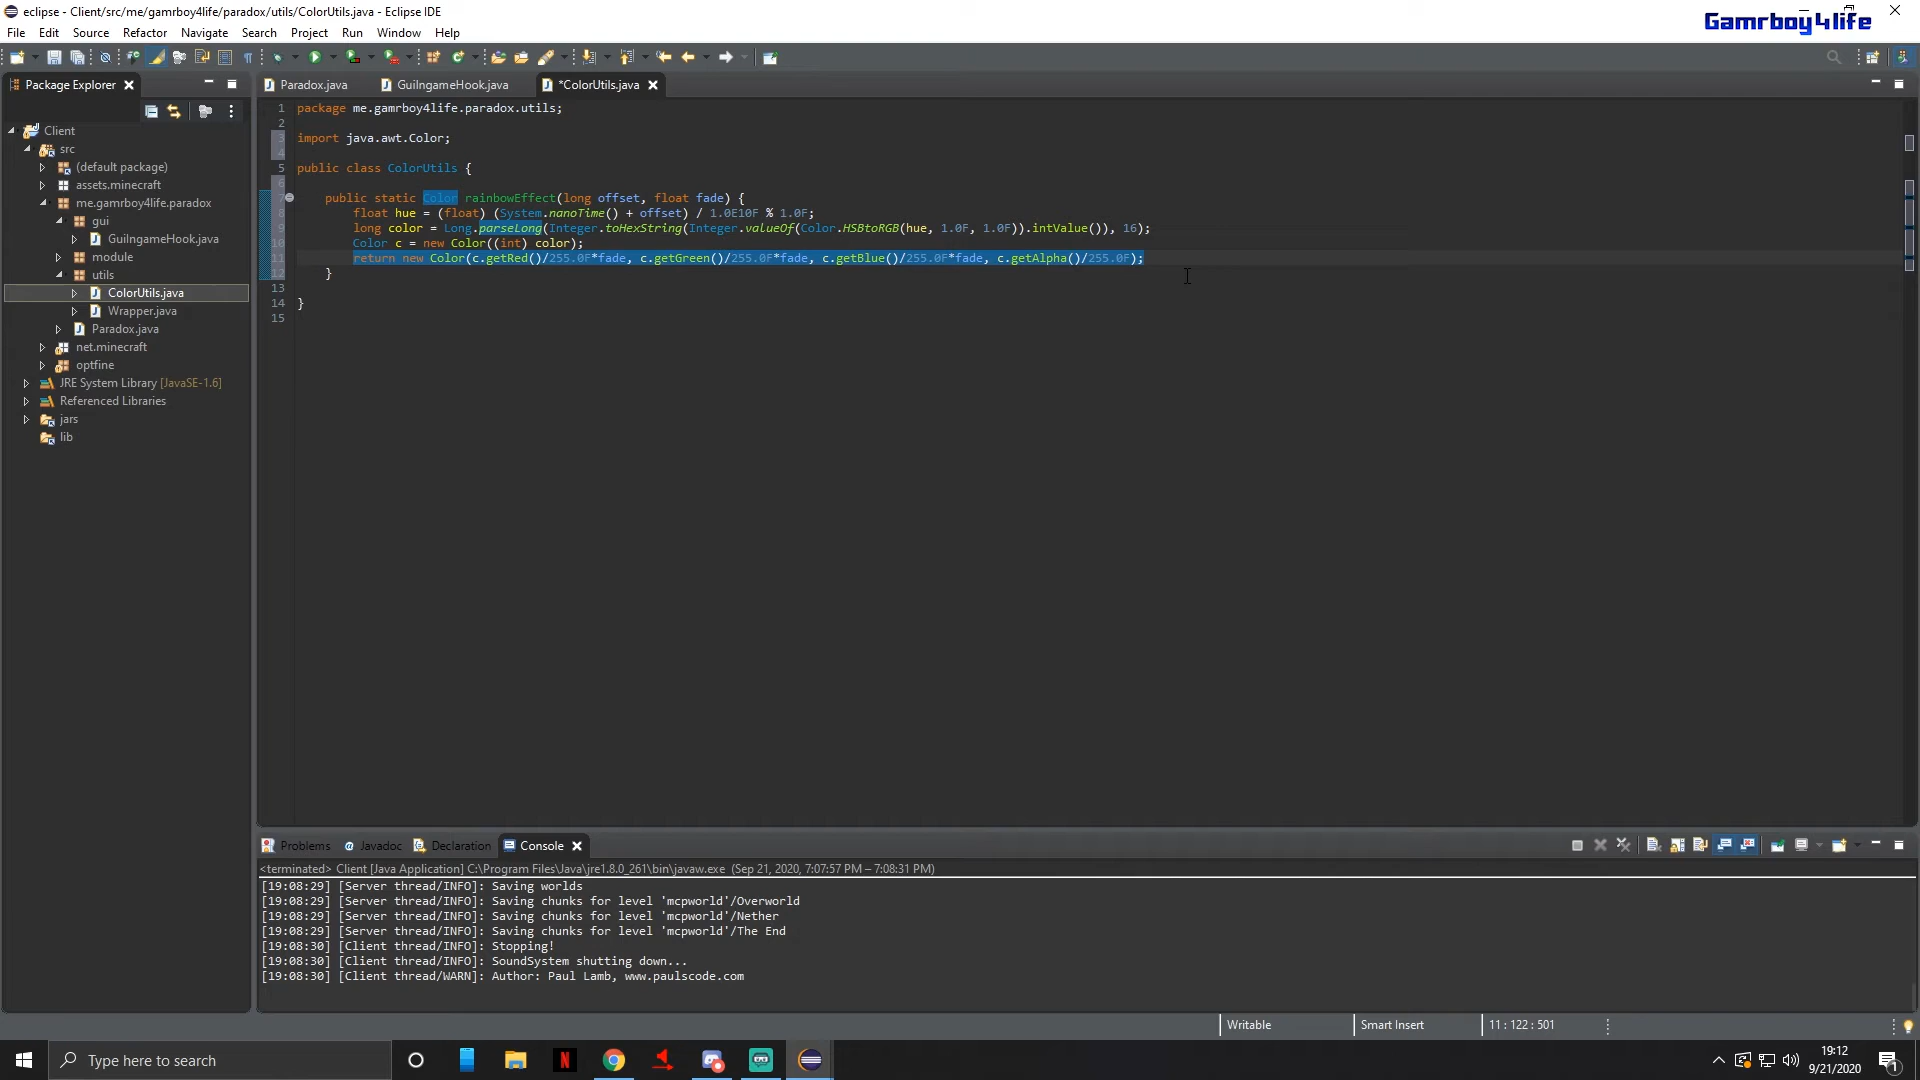 eclipse - Client/src/me/gamrboy4life/paradox/utils/ColorUtils.java - Eclipse IDE
Gamrboy4life
File Edit Source Refactor Navigate Search Project Run Window Help
Package Explorer
Paradox.java GuiIngameHook.java *ColorUtils.java
Client
src
(default package)
assets.minecraft
me.gamrboy4life.paradox
gui
GuiIngameHook.java
module
utils
ColorUtils.java
Wrapper.java
Paradox.java
net.minecraft
optfine
JRE System Library [JavaSE-1.6]
Referenced Libraries
jars
lib
1 package me.gamrboy4life.paradox.utils;
2
3 import java.awt.Color;
4
5 public class ColorUtils {
6
7 public static Color rainbowEffect(long offset, float fade) {
8 float hue = (float) (System.nanoTime() + offset) / 1.0E10F % 1.0F;
9 long color = Long.parseLong(Integer.toHexString(Integer.valueOf(Color.HSBtoRGB(hue, 1.0F, 1.0F)).intValue()), 16);
10 Color c = new Color((int) color);
11 return new Color(c.getRed()/255.0F*fade, c.getGreen()/255.0F*fade, c.getBlue()/255.0F*fade, c.getAlpha()/255.0F);
12 }
13
14 }
15
Problems Javadoc Declaration Console
<terminated> Client [Java Application] C:\Program Files\Java\jre1.8.0_261\bin\javaw.exe (Sep 21, 2020, 7:07:57 PM – 7:08:31 PM)
[19:08:29] [Server thread/INFO]: Saving worlds
[19:08:29] [Server thread/INFO]: Saving chunks for level 'mcpworld'/Overworld
[19:08:29] [Server thread/INFO]: Saving chunks for level 'mcpworld'/Nether
[19:08:29] [Server thread/INFO]: Saving chunks for level 'mcpworld'/The End
[19:08:30] [Client thread/INFO]: Stopping!
[19:08:30] [Client thread/INFO]: SoundSystem shutting down...
[19:08:30] [Client thread/WARN]: Author: Paul Lamb, www.paulscode.com
Writable Smart Insert 11 : 122 : 501
Type here to search
19:12
9/21/2020
1